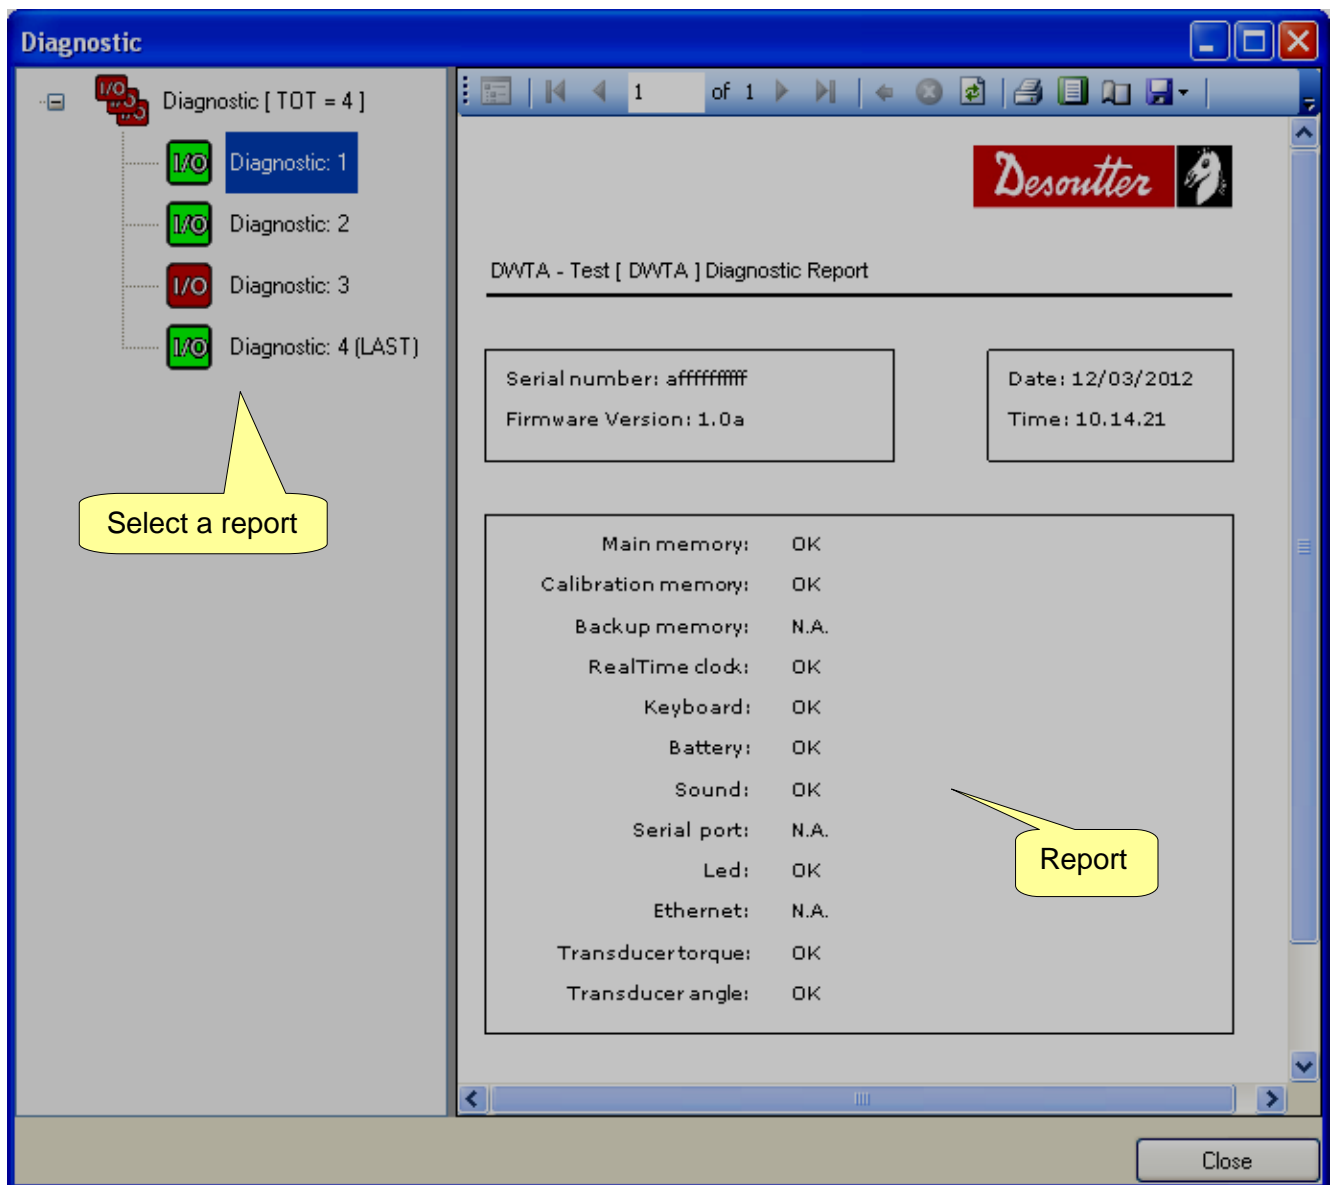 Diagnostic
Diagnostic [ TOT = 4 ]
I/O Diagnostic: 1
I/O Diagnostic: 2
I/O Diagnostic: 3
I/O Diagnostic: 4 (LAST)
Select a report
1 of 1
Desoutter
DWTA - Test [ DWTA ] Diagnostic Report
Serial number: affffffffff
Firmware Version: 1.0a
Date: 12/03/2012
Time: 10.14.21
Main memory: OK
Calibration memory: OK
Backup memory: N.A.
RealTime clock: OK
Keyboard: OK
Battery: OK
Sound: OK
Serial port: N.A.
Led: OK
Ethernet: N.A.
Transducer torque: OK
Transducer angle: OK
Report
Close